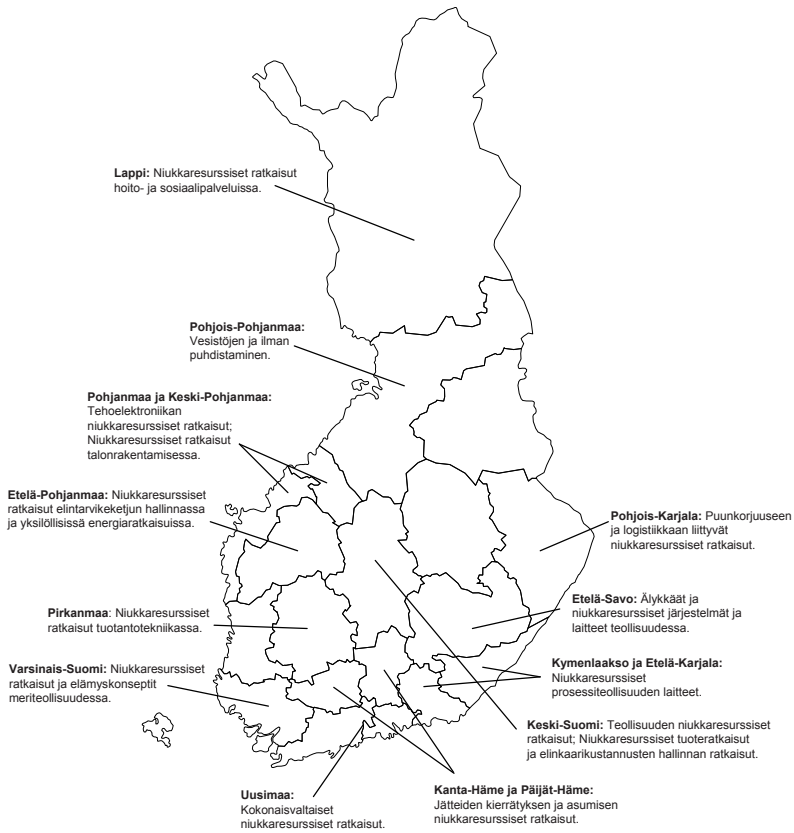 Lappi: Niukkaresurssiset ratkaisut
hoito- ja sosiaalipalveluissa.
Pohjois-Pohjanmaa:
Vesistöjen ja ilman
puhdistaminen.
Pohjanmaa ja Keski-Pohjanmaa:
Tehoelektroniikan
niukkaresurssiset ratkaisut;
Niukkaresurssiset ratkaisut
talonrakentamisessa.
Etelä-Pohjanmaa: Niukkaresurssiset
ratkaisut elintarvikeketjun hallinnassa
ja yksilöllisissä energiaratkaisuissa.
Pohjois-Karjala: Puunkorjuuseen
ja logistiikkaan liittyvät
niukkaresurssiset ratkaisut.
Pirkanmaa: Niukkaresurssiset
ratkaisut tuotantotekniikassa.
Etelä-Savo: Älykkäät ja
niukkaresurssiset järjestelmät ja
laitteet teollisuudessa.
Varsinais-Suomi: Niukkaresurssiset
ratkaisut ja elämyskonseptit
meriteollisuudessa.
Kymenlaakso ja Etelä-Karjala:
Niukkaresurssiset
prosessiteollisuuden laitteet.
Keski-Suomi: Teollisuuden niukkaresurssiset
ratkaisut; Niukkaresurssiset tuoteratkaisut
ja elinkaarikustannusten hallinnan ratkaisut.
Uusimaa:
Kokonaisvaltaiset
niukkaresurssiset ratkaisut.
Kanta-Häme ja Päijät-Häme:
Jätteiden kierrätyksen ja asumisen
niukkaresurssiset ratkaisut.